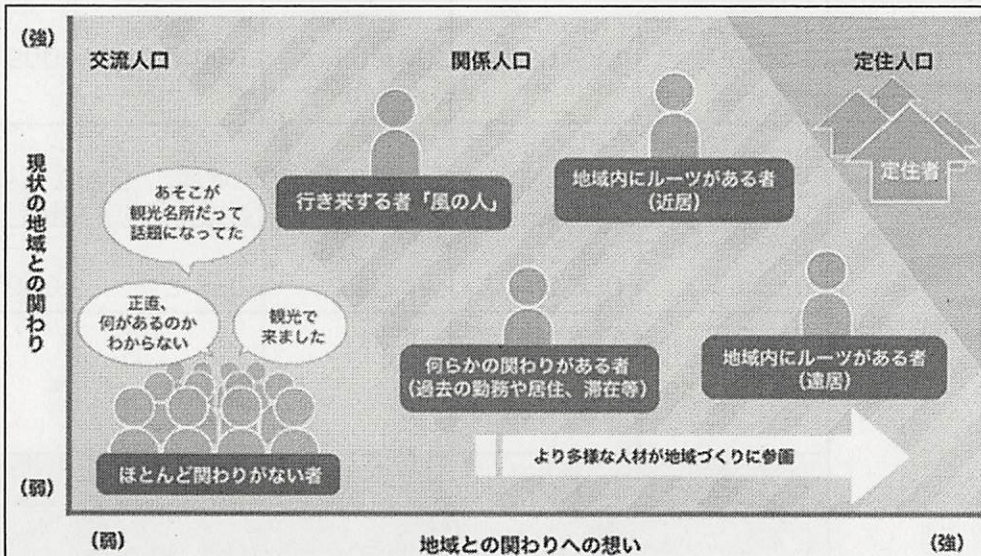 (強)
交流人口
関係人口
定住人口
定住者
行き来する者「風の人」
地域内にルーツがある者
(近居)
現状の地域との関わり
あそこが
観光名所だって
話題になってた
正直、
何があるのか
わからない
観光で
来ました
何らかの関わりがある者
(過去の勤務や居住、滞在等)
地域内にルーツがある者
(遠居)
ほとんど関わりがない者
より多様な人材が地域づくりに参画
(弱)
(弱)
地域との関わりへの想い
(強)